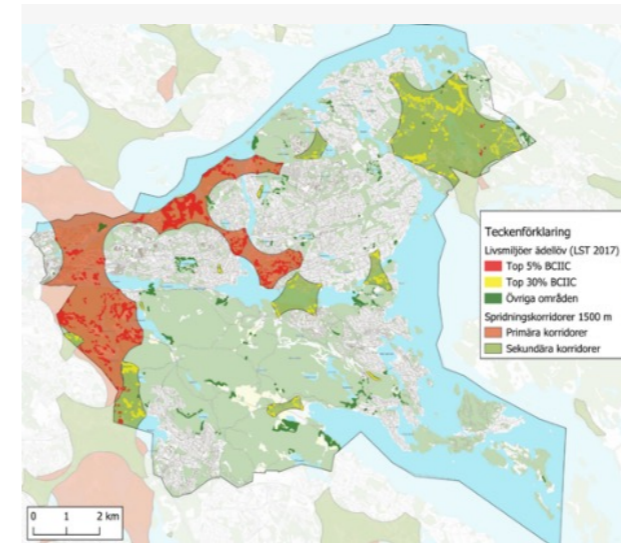 Teckenförklaring
Livsmiljöer ädellöv (LST 2017)
Top 5% BCIIC
Top 30% BCIIC
Övriga områden
Spridningskorridorer 1500 m
Primära korridorer
Sekundära korridorer
0 1 2 km